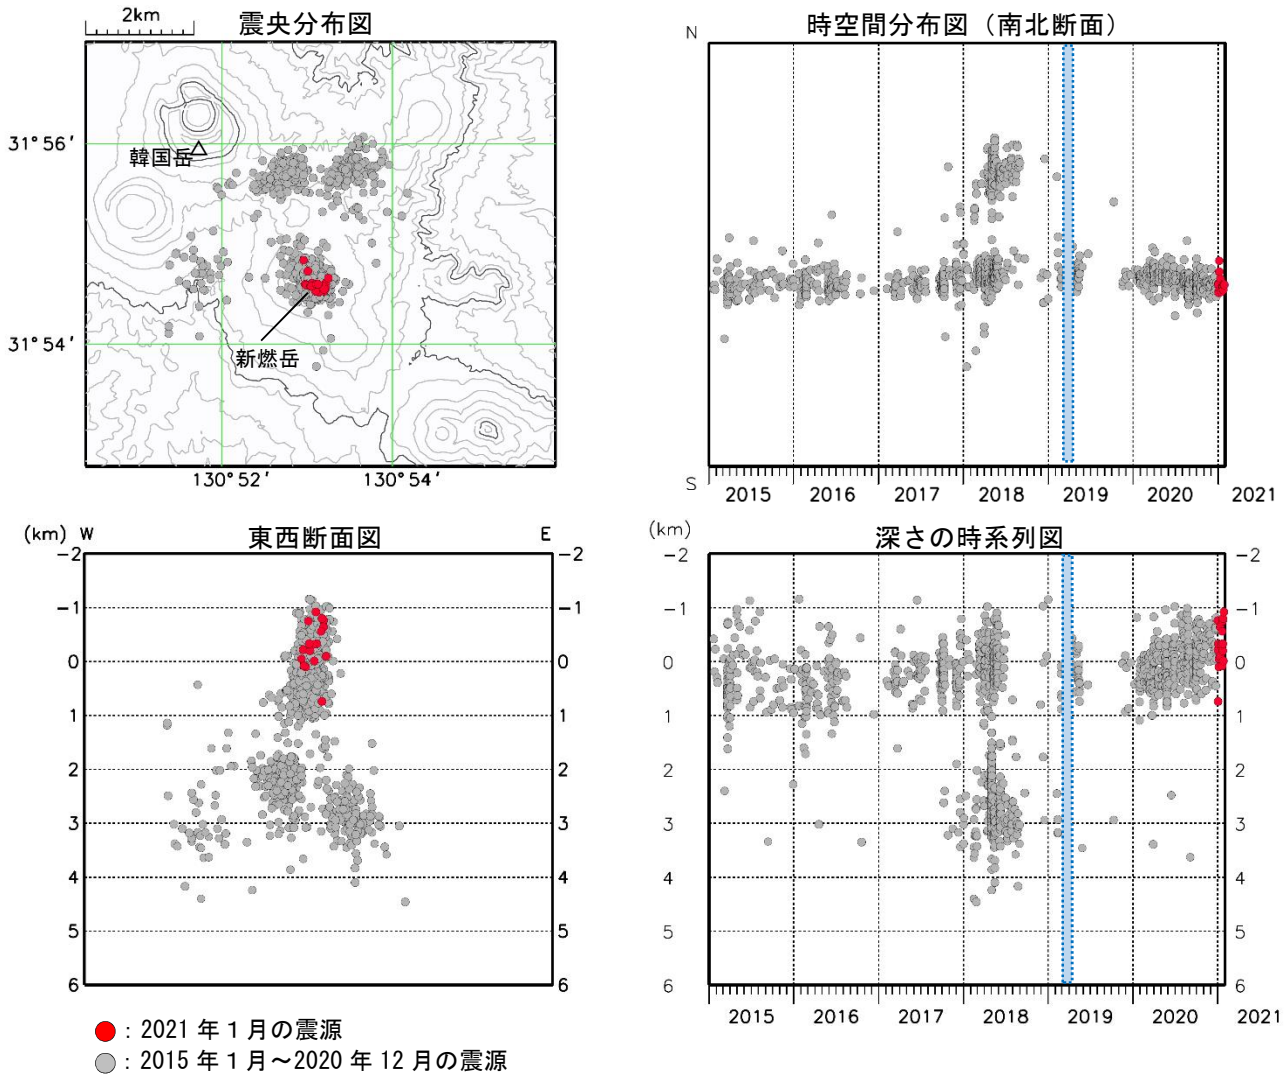 2km
震央分布図
31°56′
韓国岳
新燃岳
31°54′
130°52′ 130°54′
時空間分布図（南北断面）
N
S
2015 2016 2017 2018 2019 2020 2021
東西断面図
(km) W E
-2 -2
-1 -1
0 0
1 1
2 2
3 3
4 4
5 5
6 6
深さの時系列図
(km)
-2 -2
-1 -1
0 0
1 1
2 2
3 3
4 4
5 5
6 6
2015 2016 2017 2018 2019 2020 2021
：2021 年 1 月の震源
：2015 年 1 月～2020 年 12 月の震源